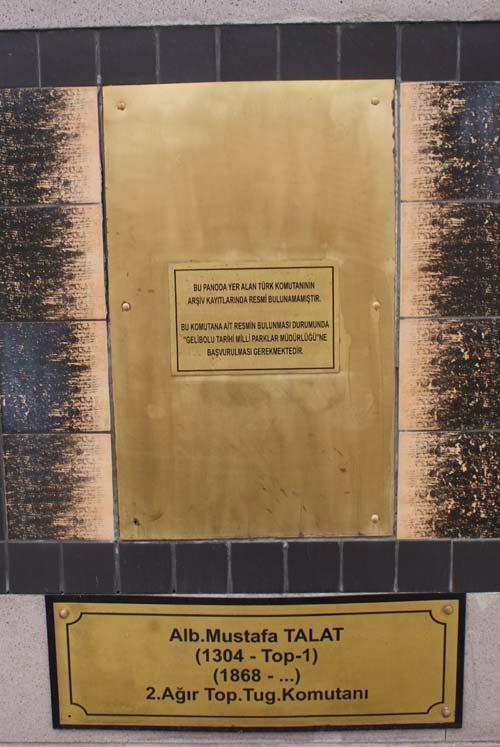 BU PANODA YER ALAN TÜRK KOMUTANININ
ARŞİV KAYITLARINDA RESMİ BULUNAMAMIŞTIR.
BU KOMUTANA AİT RESMİN BULUNMASI DURUMUNDA
"GELİBOLU TARİHİ MİLLİ PARKLAR MÜDÜRLÜĞÜ"NE
BAŞVURULMASI GEREKMEKTEDİR.
Alb.Mustafa TALAT
(1304 - Top-1)
(1868 - ...)
2.Ağır Top.Tug.Komutanı